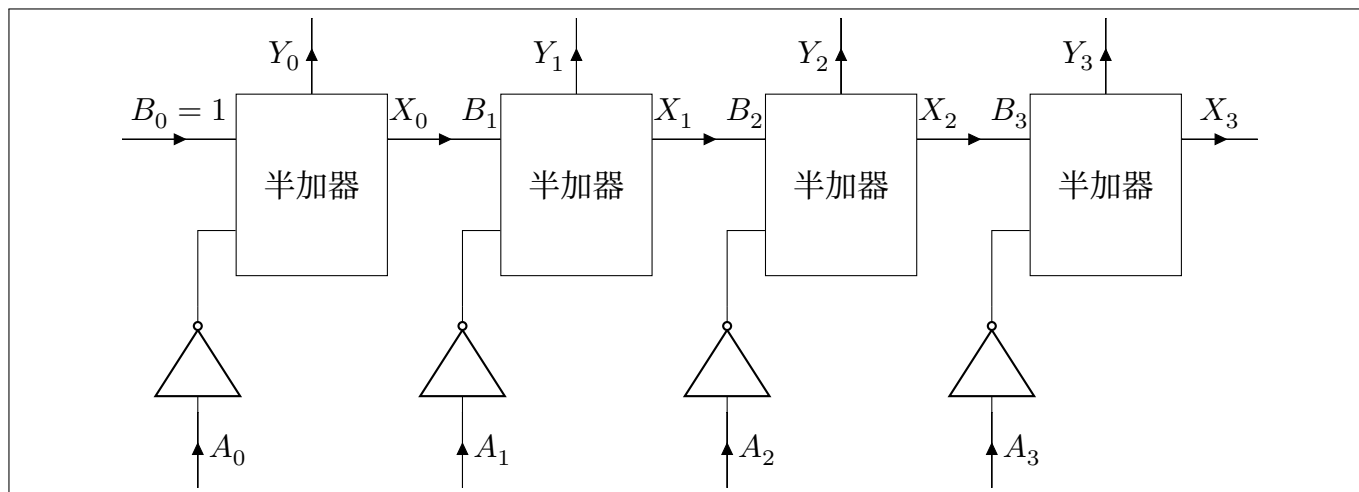 Y₀ Y₁ Y₂ Y₃
B₀ = 1 X₀ B₁ X₁ B₂ X₂ B₃ X₃
半加器 半加器 半加器 半加器
A₀ A₁ A₂ A₃